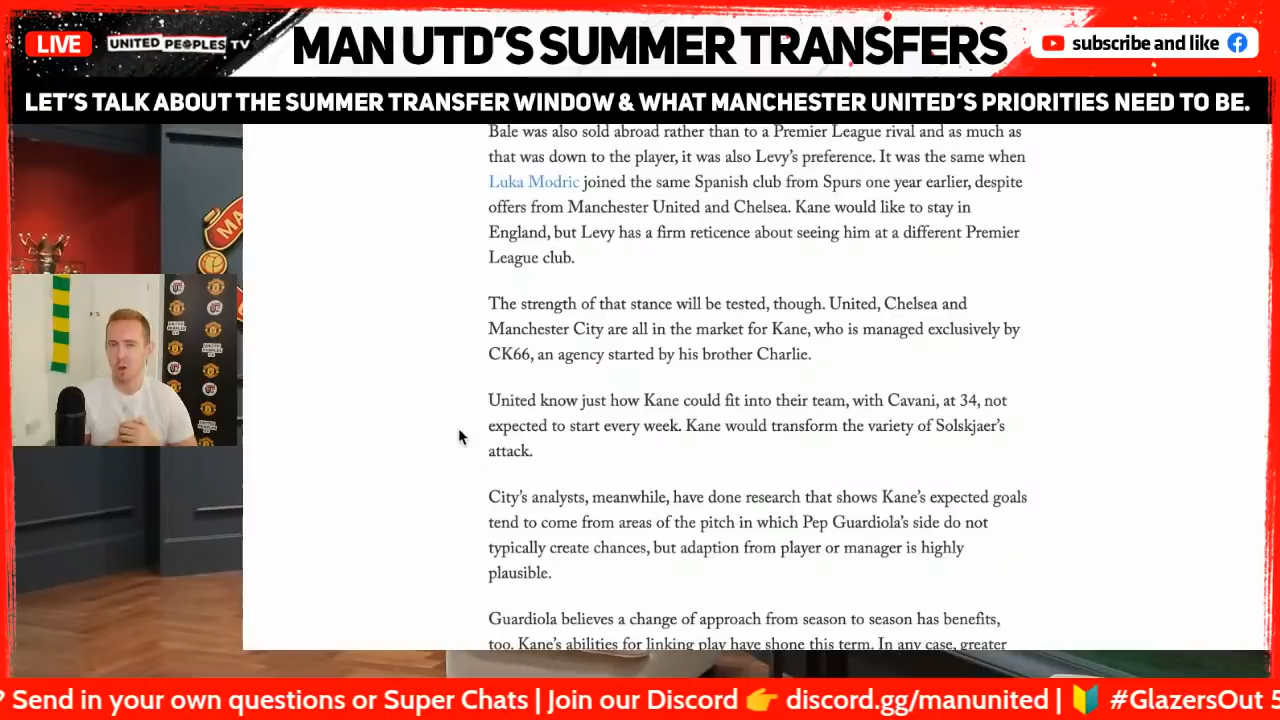 LIVE
UNITED PEOPLES TV
MAN UTD'S SUMMER TRANSFERS
subscribe and like
LET'S TALK ABOUT THE SUMMER TRANSFER WINDOW & WHAT MANCHESTER UNITED'S PRIORITIES NEED TO BE.
Bale was also sold abroad rather than to a Premier League rival and as much as
that was down to the player, it was also Levy's preference. It was the same when
Luka Modric joined the same Spanish club from Spurs one year earlier, despite
offers from Manchester United and Chelsea. Kane would like to stay in
England, but Levy has a firm reticence about seeing him at a different Premier
League club.
The strength of that stance will be tested, though. United, Chelsea and
Manchester City are all in the market for Kane, who is managed exclusively by
CK66, an agency started by his brother Charlie.
United know just how Kane could fit into their team, with Cavani, at 34, not
expected to start every week. Kane would transform the variety of Solskjaer's
attack.
City's analysts, meanwhile, have done research that shows Kane's expected goals
tend to come from areas of the pitch in which Pep Guardiola's side do not
typically create chances, but adaption from player or manager is highly
plausible.
Guardiola believes a change of approach from season to season has benefits,
too. Kane's abilities for linking play have shone this term. In any case, greater
? Send in your own questions or Super Chats | Join our Discord 👉 discord.gg/manunited | 🔰 #GlazersOut 5